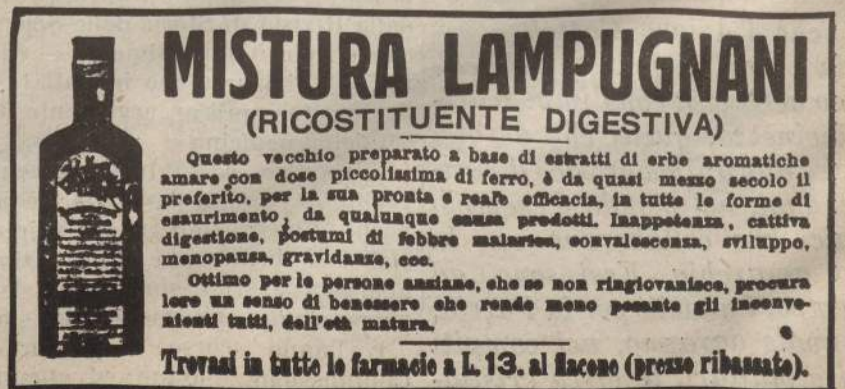 MISTURA LAMPUGNANI
(RICOSTITUENTE DIGESTIVA)
Questo vecchio preparato a base di estratti di erbe aromatiche
amare con dose piccolissima di ferro, è da quasi mezzo secolo il
preferito, per la sua pronta e reale efficacia, in tutte le forme di
esaurimento, da qualunque causa prodotti. Inappetenza, cattiva
digestione, postumi di febbre malarica, convalescenza, sviluppo,
menopausa, gravidanze, ecc.
Ottimo per le persone anziane, che se non ringiovanisce, procura
loro un senso di benessere che rende meno pesante gli inconve-
nienti tutti, dell'età matura.
Trovasi in tutte le farmacie a L. 13. al flacone (prezzo ribassato).